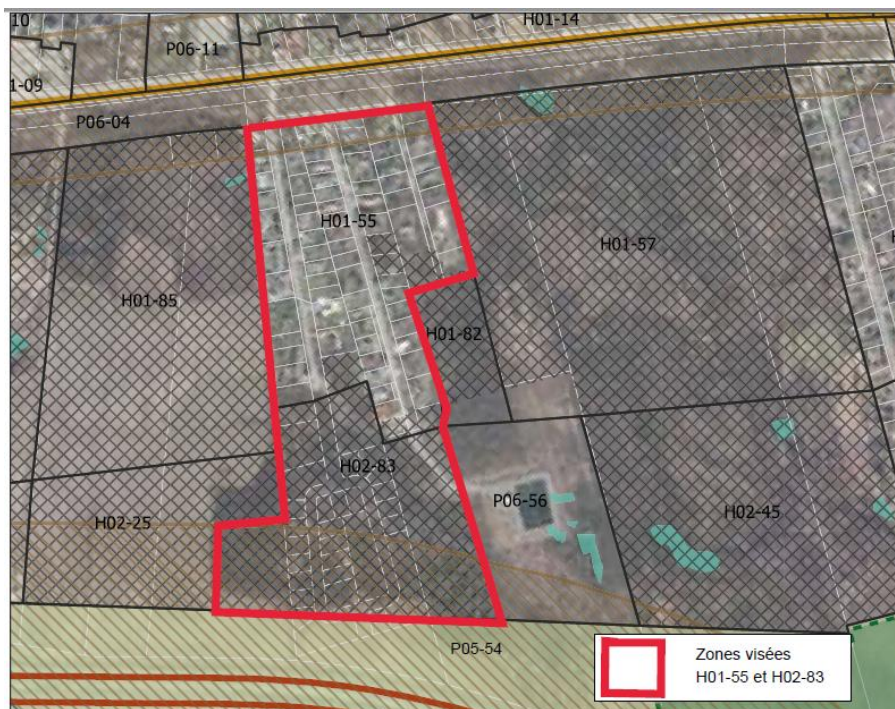 10
H01-14
P06-11
1-09
P06-04
H01-55
H01-57
H01-85
H01-82
H02-83
P06-56
H02-25
H02-45
P05-54
Zones visées
H01-55 et H02-83